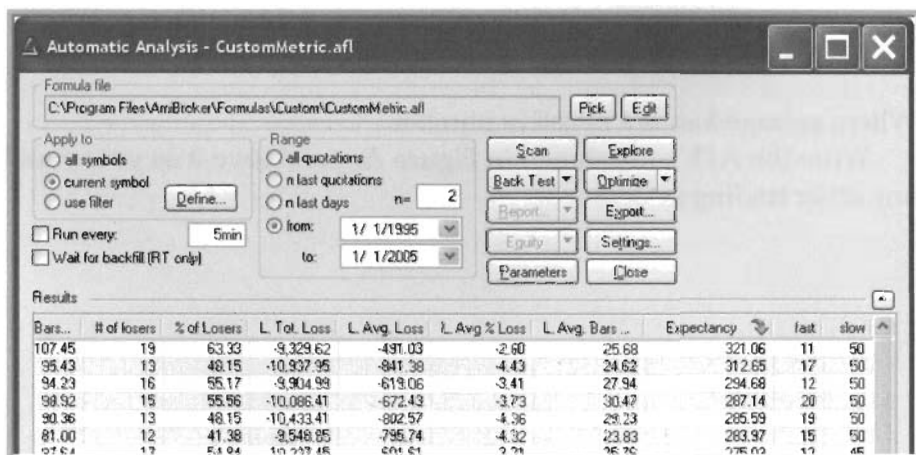 Automatic Analysis - CustomMetric.afl
Formula file
C:\Program Files\AmiBroker\Formulas\Custom\CustomMetric.afl
Pick Edit
Apply to
all symbols
current symbol
use filter
Define...
Run every: 5min
Wait for backfill (RT only)
Range
all quotations
n last quotations
n last days n= 2
from: 1/ 1/1995
to: 1/ 1/2005
Scan Explore
Back Test Optimize
Report... Export...
Equity Settings...
Parameters Close
Results
Bars... # of losers % of Losers L. Tot. Loss L. Avg. Loss L. Avg % Loss L. Avg. Bars ... Expectancy fast slow
107.45 19 63.33 -9,329.62 -491.03 25.68 321.06 11 50
95.43 13 48.15 -10,937.95 -841.38 -4.43 24.62 312.65 17 50
94.23 16 55.17 -9,904.99 -619.06 -3.41 27.94 294.68 12 50
98.92 15 55.56 -10,086.41 -672.43 -3.73 30.47 287.14 20 50
90.36 13 48.15 -10,433.41 -802.57 29.23 285.59 19 50
81.00 12 41.38 -9,548.85 -795.74 -4.32 23.83 283.97 15 50
17 54.84 45